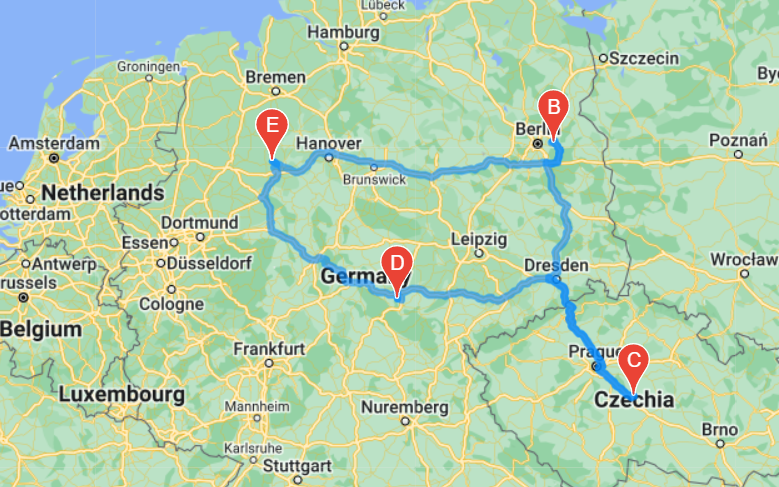 Lübeck
Hamburg
Szczecin
Groningen
Bremen
By
B
E
Amsterdam
Hanover
Berlin
Poznań
Brunswick
Netherlands
otterdam
Dortmund
Essen
Leipzig
Antwerp
Düsseldorf
D
Dresden
Wrocław
russels
Germany
Cologne
Belgium
Frankfurt
Prague
C
Luxembourg
Czechia
Mannheim
Nuremberg
Brno
Karlsruhe
Stuttgart